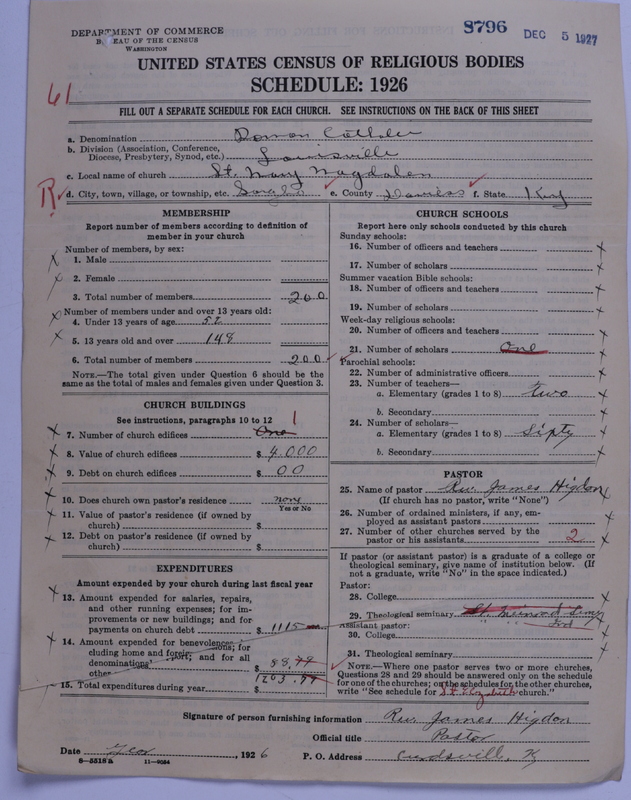 DEPARTMENT OF COMMERCE
BUREAU OF THE CENSUS
WASHINGTON
8796
DEC 5 1927
UNITED STATES CENSUS OF RELIGIOUS BODIES
SCHEDULE: 1926
61
FILL OUT A SEPARATE SCHEDULE FOR EACH CHURCH. SEE INSTRUCTIONS ON THE BACK OF THIS SHEET
a. Denomination Roman Catholic
b. Division (Association, Conference, Diocese, Presbytery, Synod, etc.) Louisville
c. Local name of church St. Mary Magdalen
R d. City, town, village, or township, etc. e. County Daviess f. State Ky
MEMBERSHIP
Report number of members according to definition of
member in your church
Number of members, by sex:
1. Male
2. Female
3. Total number of members 200
Number of members under and over 13 years old:
4. Under 13 years of age 52
5. 13 years old and over 148
6. Total number of members 200
NOTE.—The total given under Question 6 should be the
same as the total of males and females given under Question 3.
CHURCH BUILDINGS
See instructions, paragraphs 10 to 12
7. Number of church edifices One 1
8. Value of church edifices $ 4,000
9. Debt on church edifices $ 00
10. Does church own pastor's residence none
Yes or No
11. Value of pastor's residence (if owned by
church) $
12. Debt on pastor's residence (if owned by
church) $
EXPENDITURES
Amount expended by your church during last fiscal year
13. Amount expended for salaries, repairs,
and other running expenses; for im-
provements or new buildings; and for
payments on church debt $ 1115
14. Amount expended for benevolences,
cluding home and foreign
denominational and for all
other $ 88.
15. Total expenditures during year $ 1203.
CHURCH SCHOOLS
Report here only schools conducted by this church
Sunday schools:
16. Number of officers and teachers
17. Number of scholars
Summer vacation Bible schools:
18. Number of officers and teachers
19. Number of scholars
Week-day religious schools:
20. Number of officers and teachers
21. Number of scholars One
Parochial schools:
22. Number of administrative officers
23. Number of teachers—
a. Elementary (grades 1 to 8) two
b. Secondary
24. Number of scholars—
a. Elementary (grades 1 to 8) Sixty
b. Secondary
PASTOR
25. Name of pastor Rev. James Higdon
(If church has no pastor, write "None")
26. Number of ordained ministers, if any, em-
ployed as assistant pastors
27. Number of other churches served by the
pastor or his assistants 2
If pastor (or assistant pastor) is a graduate of a college or
theological seminary, give name of institution below. (If
not a graduate, write "No" in the space indicated.)
Pastor:
28. College
29. Theological seminary St. Meinrad Semy
Ind
Assistant pastor:
30. College
31. Theological seminary
NOTE.—Where pastor serves two or more churches,
Questions 28 and 29 should be answered only on the schedule
for one of the churches; on the schedules for the other churches,
write "See schedule for St. Elizabeth church."
Signature of person furnishing information Rev. James Higdon
Official title Pastor
Date , 1926 P. O. Address Curdsville, Ky
8—5518 a 11—9034